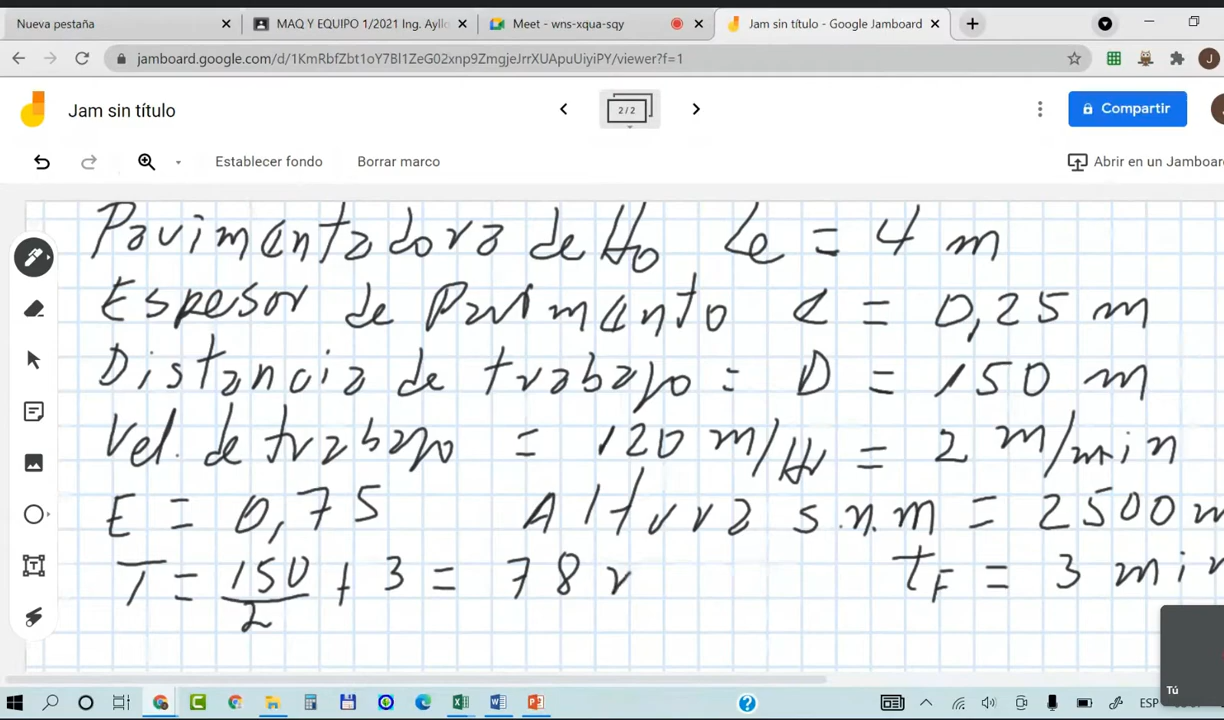 Nueva pestaña
MAQ Y EQUIPO 1/2021 Ing. Ayllo
Meet - wns-xqua-sqy
Jam sin título - Google Jamboard
jamboard.google.com/d/1KmRbfZbt1oY7Bl1ZeG02xnp9ZmgjeJrrXUApuUiyiPY/viewer?f=1
J
Jam sin título
2/2
Compartir
Establecer fondo
Borrar marco
Abrir en un Jamboar
Pavimentadora de Ho Le = 4 m
Espesor de Pavimento e = 0,25 m
Distancia de trabajo = D = 150 m
Vel. de trabajo = 120 m/Hr = 2 m/min
E = 0,75 Altura s.n.m = 2500 m
T = 150/2 + 3 = 78 tF = 3 min
Tú
ESP